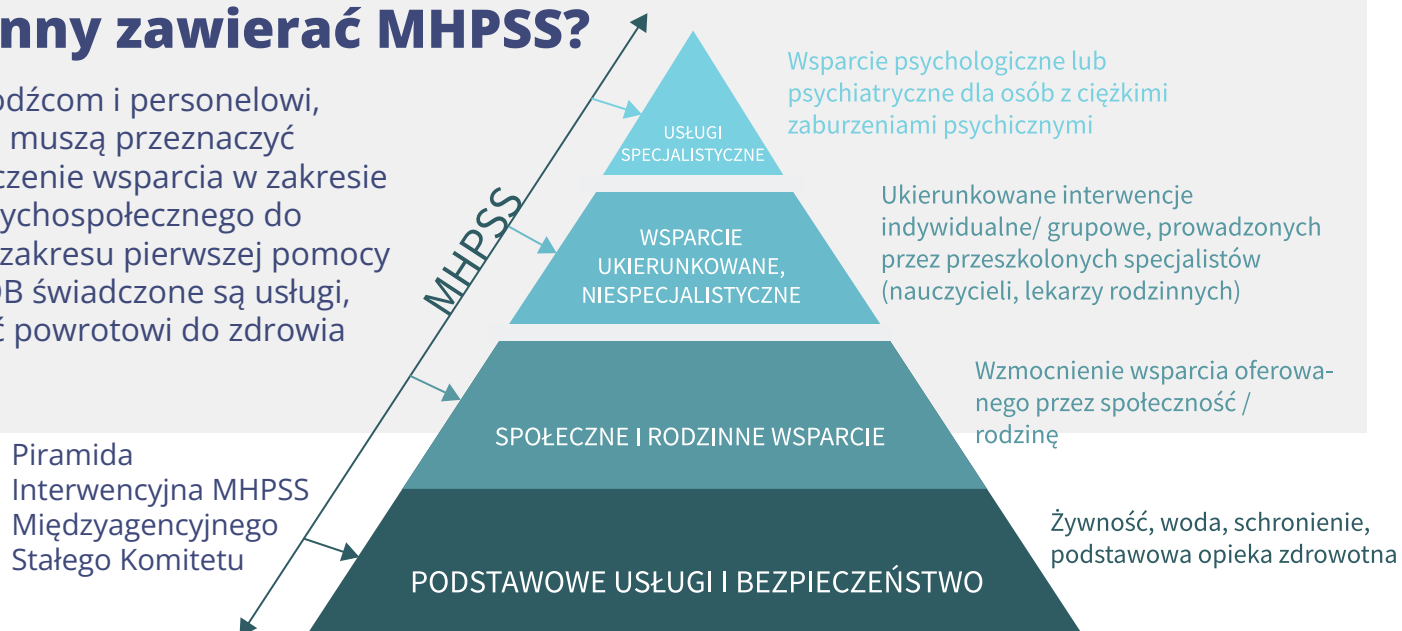 nny zawierać MHPSS?
odźcom i personelowi,
muszą przeznaczyć
czenie wsparcia w zakresie
ychospołecznego do
zakresu pierwszej pomocy
OB świadczone są usługi,
ć powrotowi do zdrowia
Piramida
Interwencyjna MHPSS
Międzyagencyjnego
Stałego Komitetu
MHPSS
USŁUGI
SPECJALISTYCZNE
Wsparcie psychologiczne lub
psychiatryczne dla osób z ciężkimi
zaburzeniami psychicznymi
WSPARCIE
UKIERUNKOWANE,
NIESPECJALISTYCZNE
Ukierunkowane interwencje
indywidualne/ grupowe, prowadzonych
przez przeszkolonych specjalistów
(nauczycieli, lekarzy rodzinnych)
SPOŁECZNE I RODZINNE WSPARCIE
Wzmocnienie wsparcia oferowa-
nego przez społeczność /
rodzinę
PODSTAWOWE USŁUGI I BEZPIECZEŃSTWO
Żywność, woda, schronienie,
podstawowa opieka zdrowotna